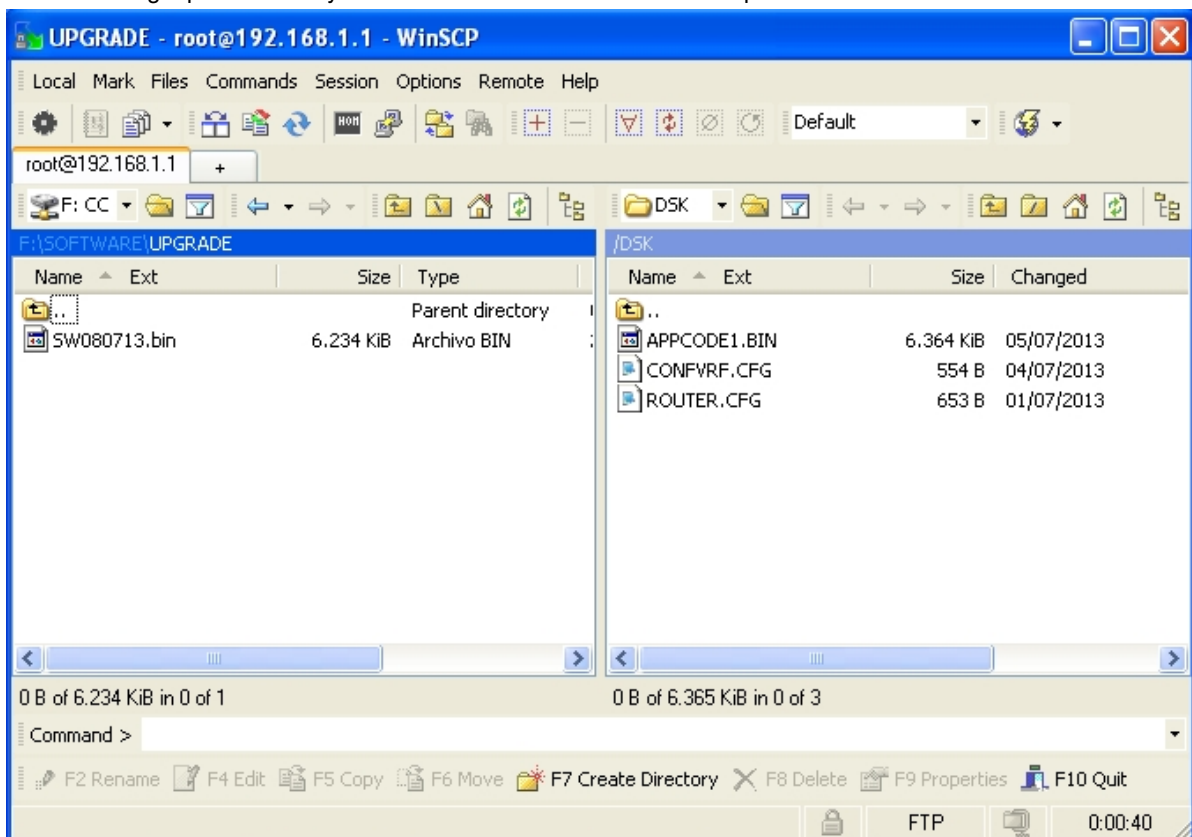 UPGRADE - root@192.168.1.1 - WinSCP
Local Mark Files Commands Session Options Remote Help
Default
root@192.168.1.1 +
F: CC
DSK
F:\SOFTWARE\UPGRADE
/DSK
Name Ext Size Type
Name Ext Size Changed
.. Parent directory
..
SW080713.bin 6.234 KiB Archivo BIN
APPCODE1.BIN 6.364 KiB 05/07/2013
CONFVRF.CFG 554 B 04/07/2013
ROUTER.CFG 653 B 01/07/2013
0 B of 6.234 KiB in 0 of 1
0 B of 6.365 KiB in 0 of 3
Command >
F2 Rename F4 Edit F5 Copy F6 Move F7 Create Directory F8 Delete F9 Properties F10 Quit
FTP 0:00:40